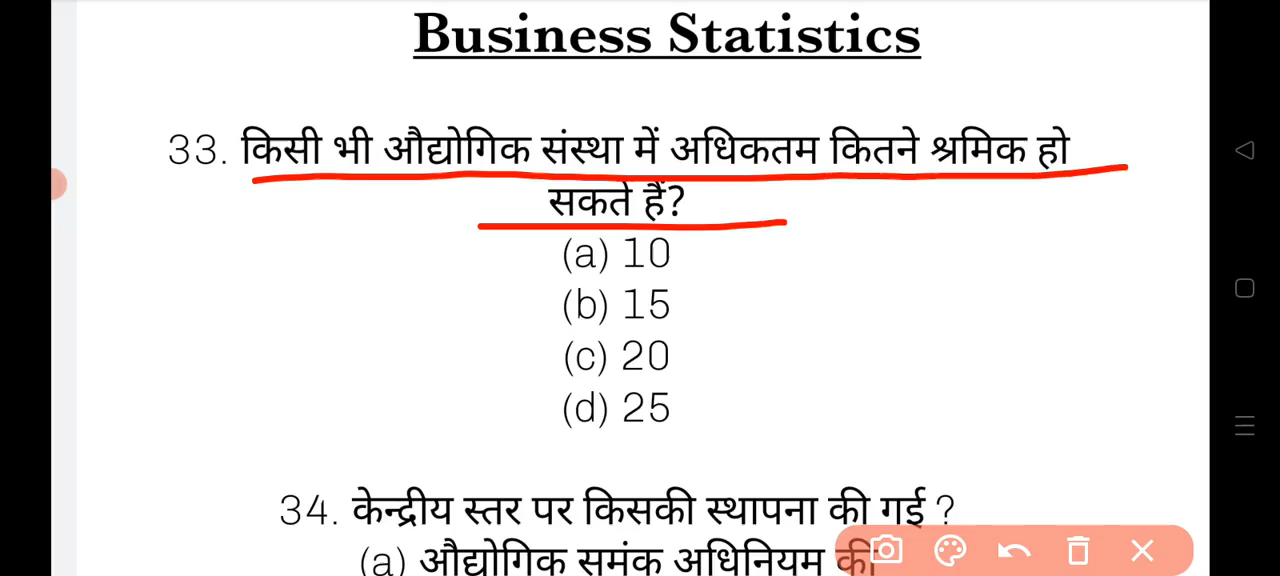 Business Statistics
33. किसी भी औद्योगिक संस्था में अधिकतम कितने श्रमिक हो
सकते हैं?
(a) 10
(b) 15
(c) 20
(d) 25
34. केन्द्रीय स्तर पर किसकी स्थापना की गई ?
(a) औद्योगिक समंक अधिनियम की